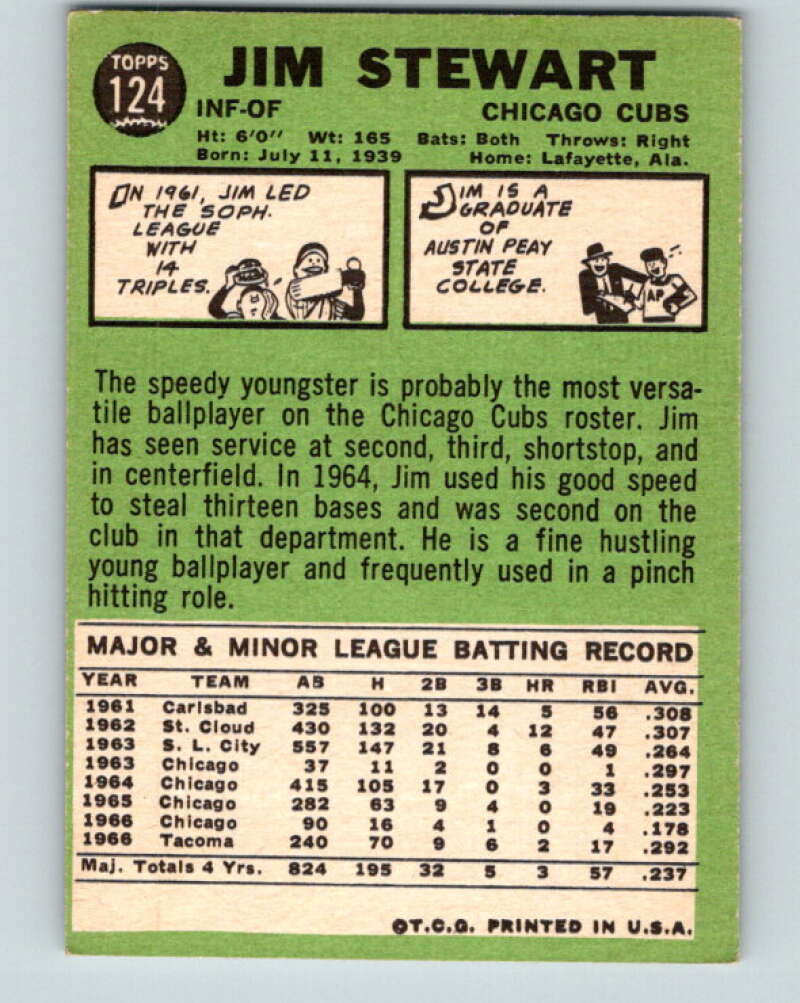 TOPPS
124
JIM STEWART
INF-OF
CHICAGO CUBS
Ht: 6'0" Wt: 165 Bats: Both Throws: Right
Born: July 11, 1939 Home: Lafayette, Ala.
IN 1961, JIM LED
THE SOPH.
LEAGUE
WITH
14
TRIPLES.
JIM IS A
GRADUATE
OF
AUSTIN PEAY
STATE
COLLEGE.
AP
The speedy youngster is probably the most versa-
tile ballplayer on the Chicago Cubs roster. Jim
has seen service at second, third, shortstop, and
in centerfield. In 1964, Jim used his good speed
to steal thirteen bases and was second on the
club in that department. He is a fine hustling
young ballplayer and frequently used in a pinch
hitting role.
MAJOR & MINOR LEAGUE BATTING RECORD
YEAR TEAM AB H 2B 3B HR RBI AVG.
1961 Carlsbad 325 100 13 14 5 56 .308
1962 St. Cloud 430 132 20 4 12 47 .307
1963 S. L. City 557 147 21 8 6 49 .264
1963 Chicago 37 11 2 0 0 1 .297
1964 Chicago 415 105 17 0 3 33 .253
1965 Chicago 282 63 9 4 0 19 .223
1966 Chicago 90 16 4 1 0 4 .178
1966 Tacoma 240 70 9 6 2 17 .292
Maj. Totals 4 Yrs. 824 195 32 5 3 57 .237
©T.C.G. PRINTED IN U.S.A.